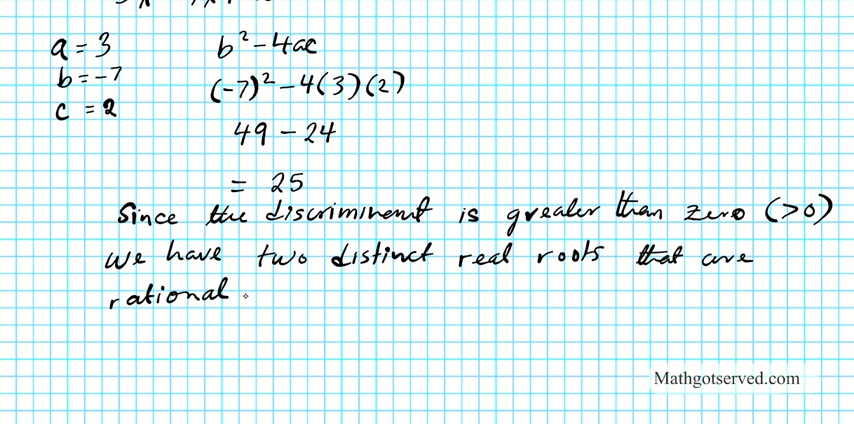 a = 3 b² - 4ac
b = -7 (-7)² - 4(3)(2)
c = 2
49 - 24
= 25
Since the discriminent is greater than zero (>0)
we have two distinct real roots that are
rational.
Mathgotserved.com